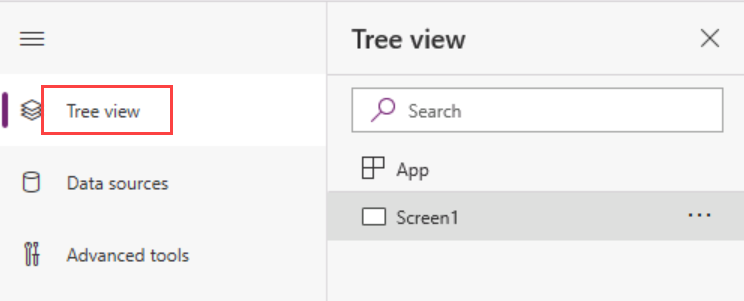 Tree view
Data sources
Advanced tools
Tree view
Search
App
Screen1